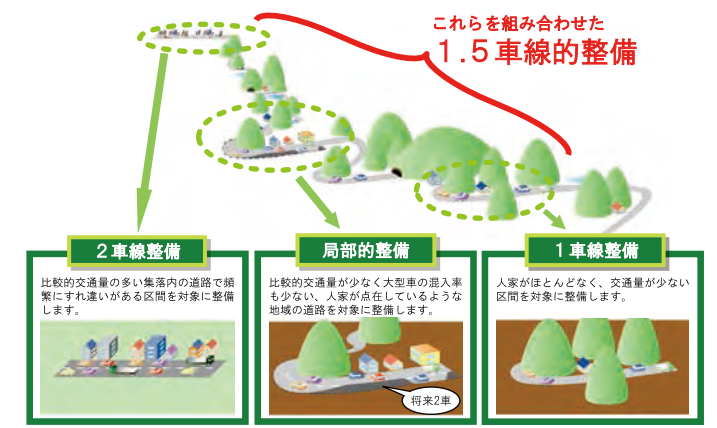 これらを組み合わせた
1.5車線的整備
2車線整備
比較的交通量の多い集落内の道路で頻
繁にすれ違いがある区間を対象に整備
します。
局部的整備
比較的交通量が少なく大型車の混入率
も少ない、人家が点在しているような
地域の道路を対象に整備します。
将来2車
1車線整備
人家がほとんどなく、交通量が少ない
区間を対象に整備します。